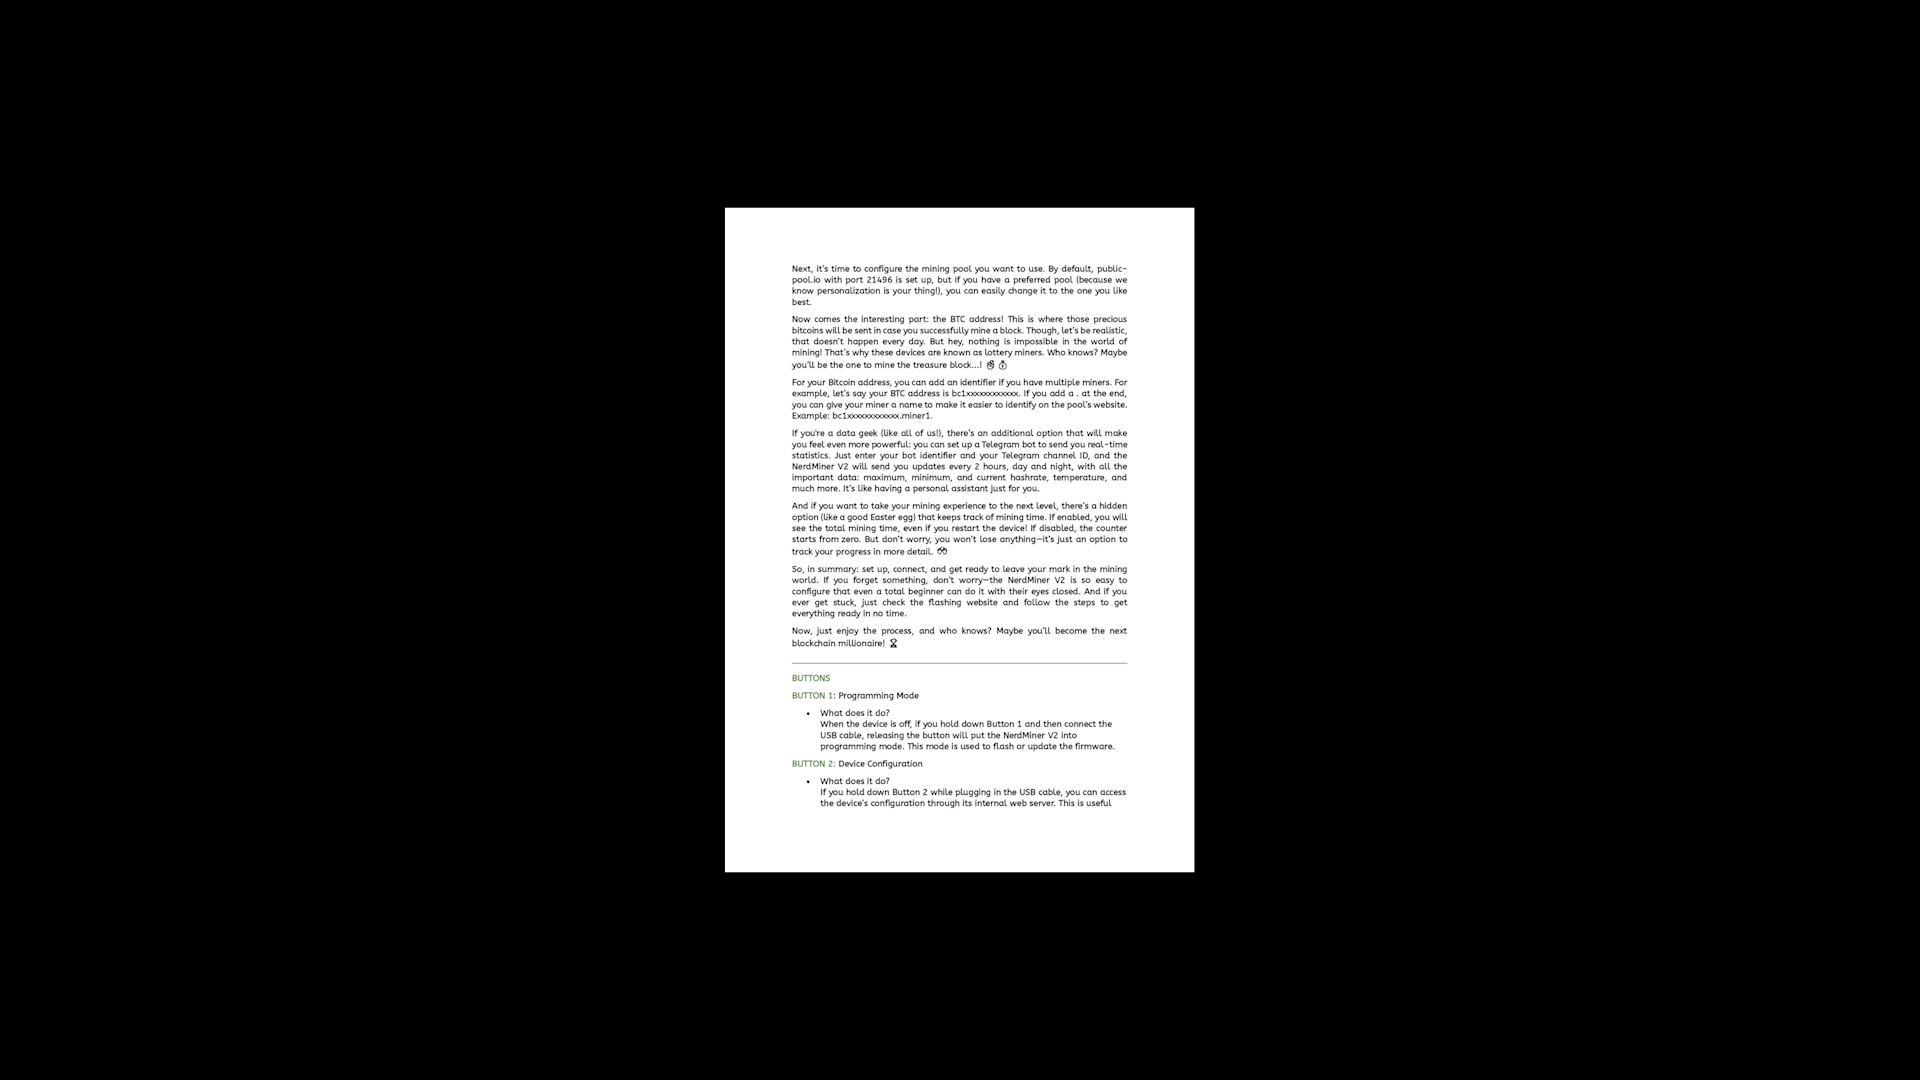 Next, it's time to configure the mining pool you want to use. By default, public-
pool.io with port 21496 is set up, but if you have a preferred pool (because we
know personalization is your thing!), you can easily change it to the one you like
best.
Now comes the interesting part: the BTC address! This is where those precious
bitcoins will be sent in case you successfully mine a block. Though, let's be realistic,
that doesn't happen every day. But hey, nothing is impossible in the world of
mining! That's why these devices are known as lottery miners. Who knows? Maybe
you'll be the one to mine the treasure block...!
For your Bitcoin address, you can add an identifier if you have multiple miners. For
example, let's say your BTC address is bc1xxxxxxxxxxxx. If you add a . at the end,
you can give your miner a name to make it easier to identify on the pool's website.
Example: bc1xxxxxxxxxxxx.miner1.
If you're a data geek (like all of us!), there's an additional option that will make
you feel even more powerful: you can set up a Telegram bot to send you real-time
statistics. Just enter your bot identifier and your Telegram channel ID, and the
NerdMiner V2 will send you updates every 2 hours, day and night, with all the
important data: maximum, minimum, and current hashrate, temperature, and
much more. It's like having a personal assistant just for you.
And if you want to take your mining experience to the next level, there's a hidden
option (like a good Easter egg) that keeps track of mining time. If enabled, you will
see the total mining time, even if you restart the device! If disabled, the counter
starts from zero. But don't worry, you won't lose anything—it's just an option to
track your progress in more detail.
So, in summary: set up, connect, and get ready to leave your mark in the mining
world. If you forget something, don't worry—the NerdMiner V2 is so easy to
configure that even a total beginner can do it with their eyes closed. And if you
ever get stuck, just check the flashing website and follow the steps to get
everything ready in no time.
Now, just enjoy the process, and who knows? Maybe you'll become the next
blockchain millionaire!
BUTTONS
BUTTON 1: Programming Mode
• What does it do?
When the device is off, if you hold down Button 1 and then connect the
USB cable, releasing the button will put the NerdMiner V2 into
programming mode. This mode is used to flash or update the firmware.
BUTTON 2: Device Configuration
• What does it do?
If you hold down Button 2 while plugging in the USB cable, you can access
the device's configuration through its internal web server. This is useful